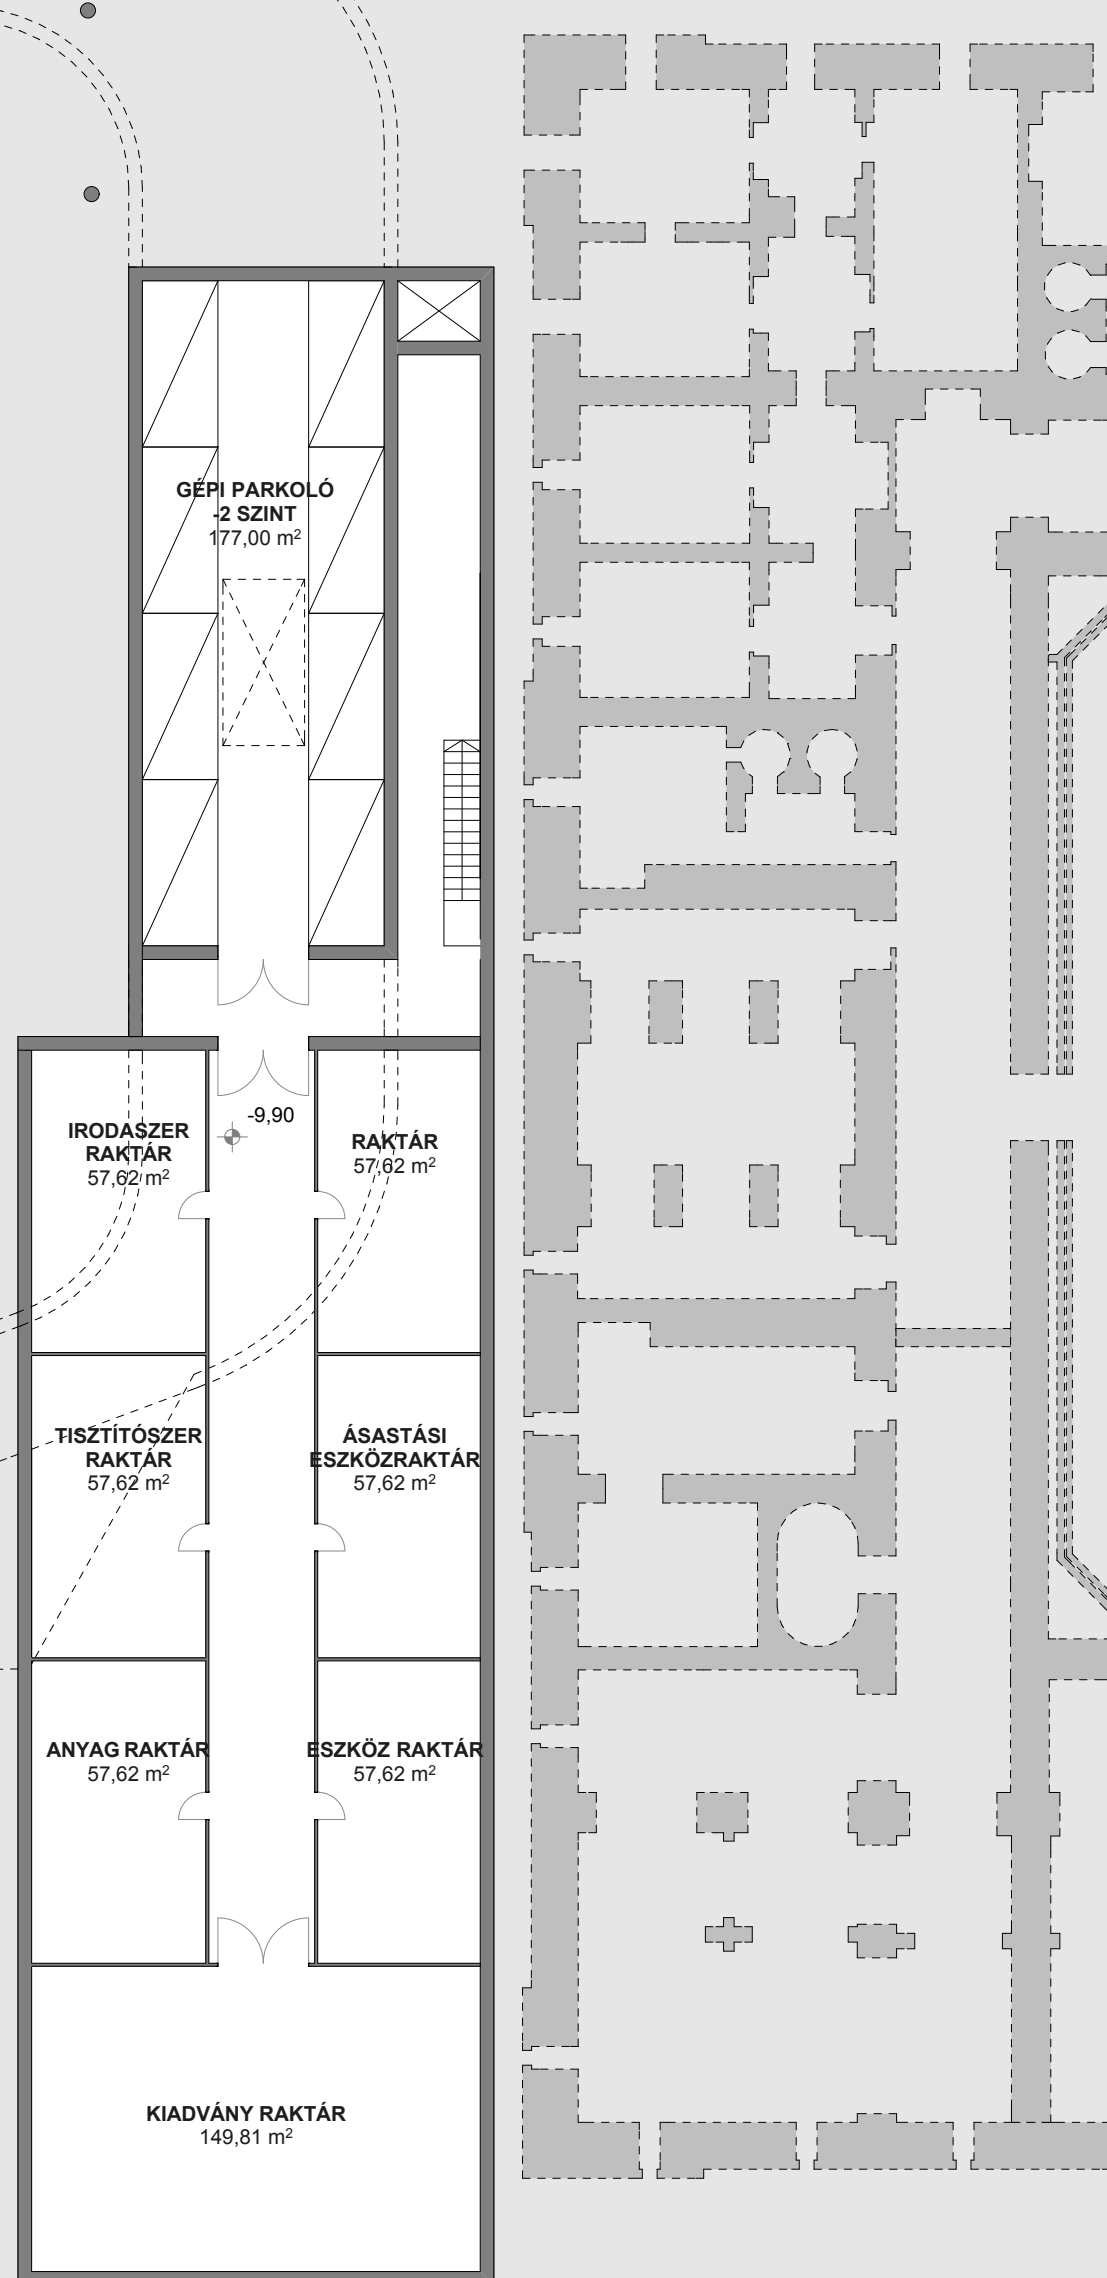 GÉPI PARKOLÓ
-2 SZINT
177,00 m²
-9,90
IRODASZER
RAKTÁR
57,62 m²
RAKTÁR
57,62 m²
TISZTÍTÓSZER
RAKTÁR
57,62 m²
ÁSASTÁSI
ESZKÖZRAKTÁR
57,62 m²
ANYAG RAKTÁR
57,62 m²
ESZKÖZ RAKTÁR
57,62 m²
KIADVÁNY RAKTÁR
149,81 m²